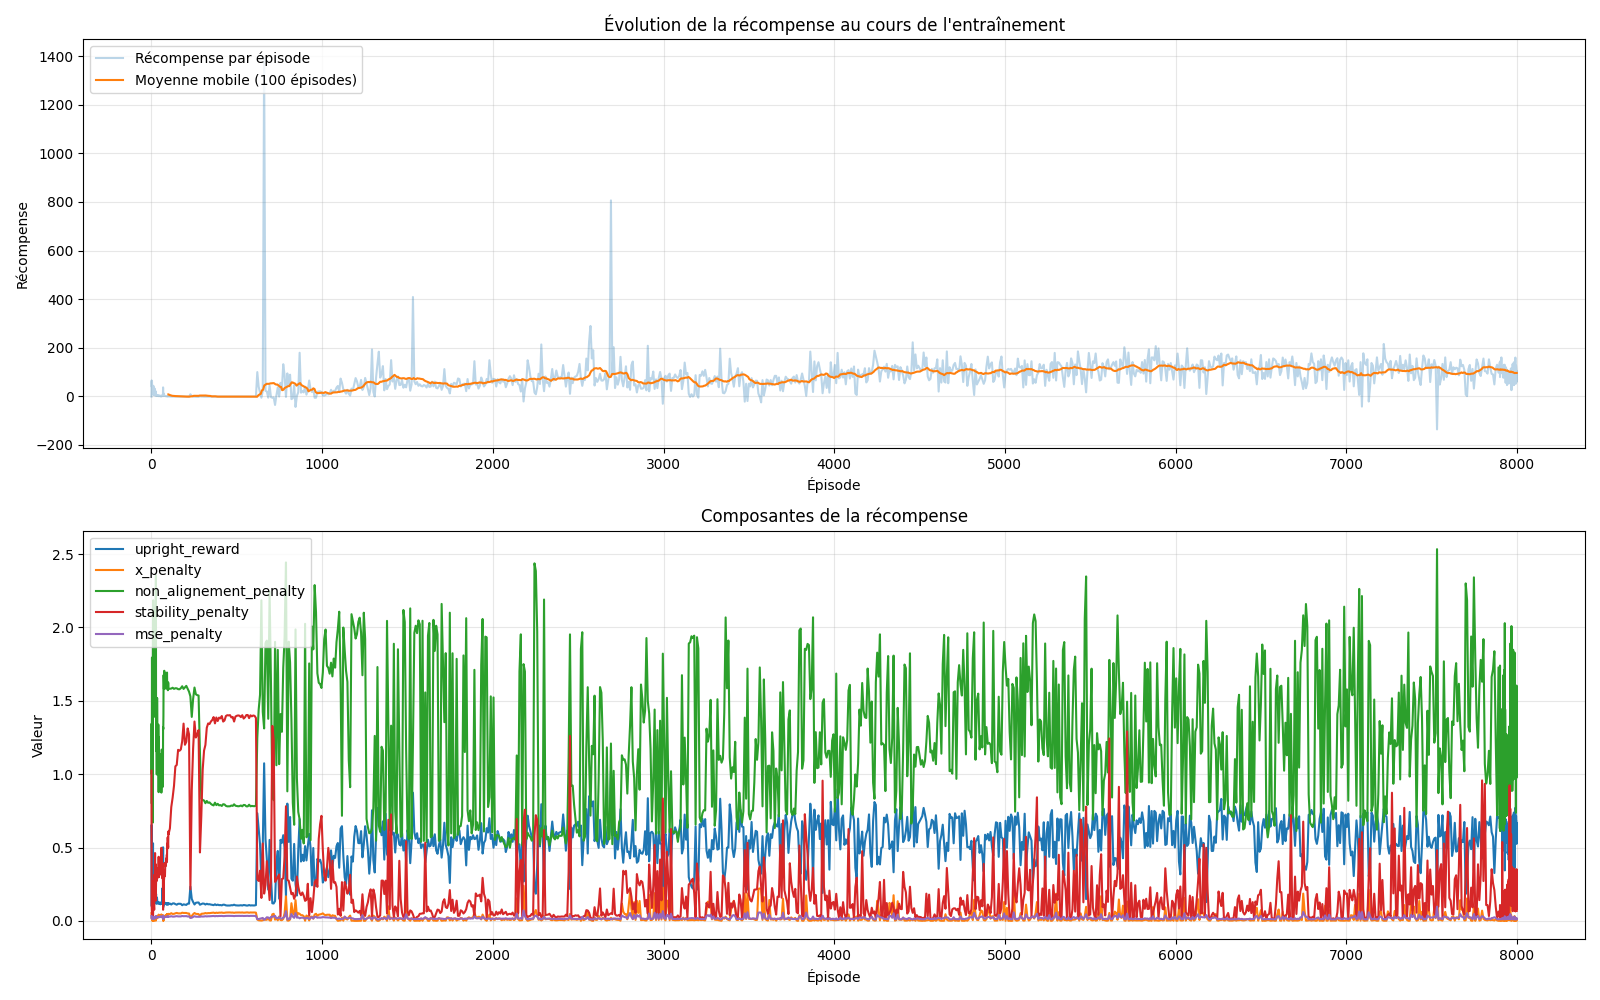 Évolution de la récompense au cours de l'entraînement
Récompense par épisode
Moyenne mobile (100 épisodes)
1400
1200
1000
800
600
400
200
0
−200
Récompense
0 1000 2000 3000 4000 5000 6000 7000 8000
Épisode
Composantes de la récompense
upright_reward
x_penalty
non_alignement_penalty
stability_penalty
mse_penalty
2.5
2.0
1.5
1.0
0.5
0.0
Valeur
0 1000 2000 3000 4000 5000 6000 7000 8000
Épisode